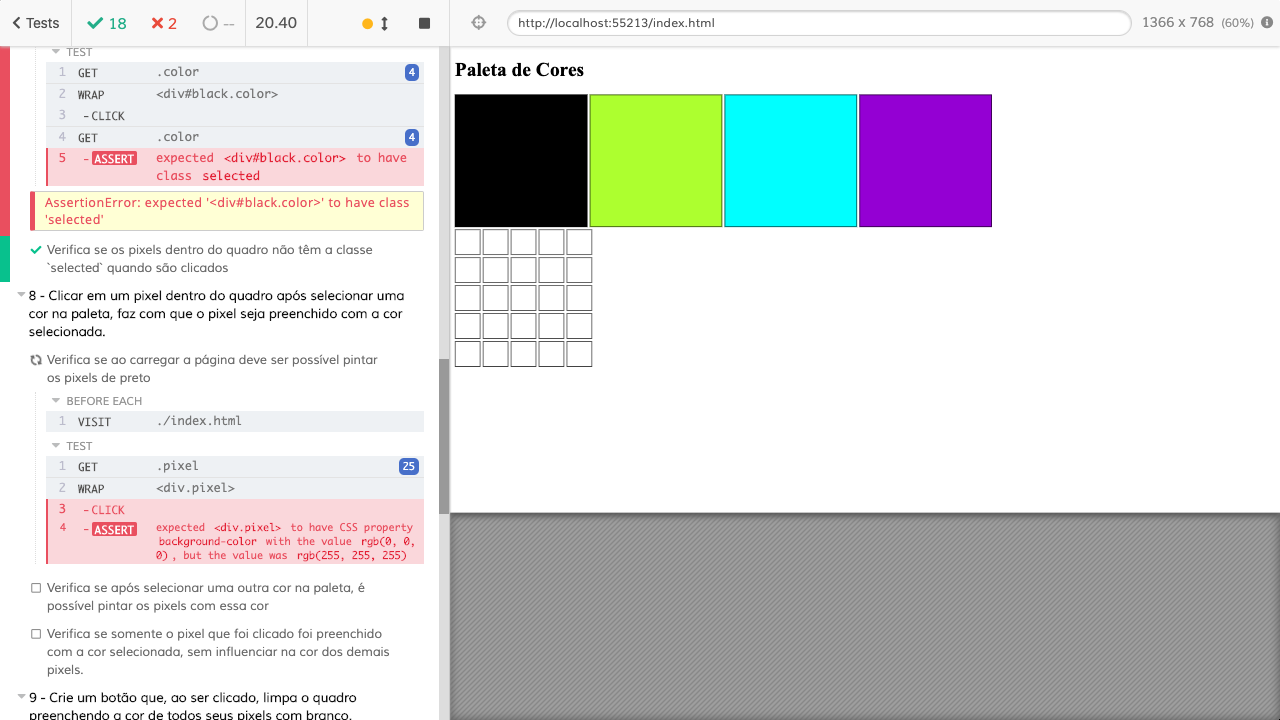 Tests 18 2 -- 20.40 http://localhost:55213/index.html 1366 x 768 (60%)
TEST
1 GET .color 4
2 WRAP <div#black.color>
3 -CLICK
4 GET .color 4
5 -ASSERT expected <div#black.color> to have
class selected
AssertionError: expected '<div#black.color>' to have class
'selected'
Verifica se os pixels dentro do quadro não têm a classe
`selected` quando são clicados
8 - Clicar em um pixel dentro do quadro após selecionar uma
cor na paleta, faz com que o pixel seja preenchido com a cor
selecionada.
Verifica se ao carregar a página deve ser possível pintar
os pixels de preto
BEFORE EACH
1 VISIT ./index.html
TEST
1 GET .pixel 25
2 WRAP <div.pixel>
3 -CLICK
4 -ASSERT expected <div.pixel> to have CSS property
background-color with the value rgb(0, 0,
0), but the value was rgb(255, 255, 255)
Verifica se após selecionar uma outra cor na paleta, é
possível pintar os pixels com essa cor
Verifica se somente o pixel que foi clicado foi preenchido
com a cor selecionada, sem influenciar na cor dos demais
pixels.
9 - Crie um botão que, ao ser clicado, limpa o quadro
preenchendo a cor de todos seus pixels com branco.
Paleta de Cores